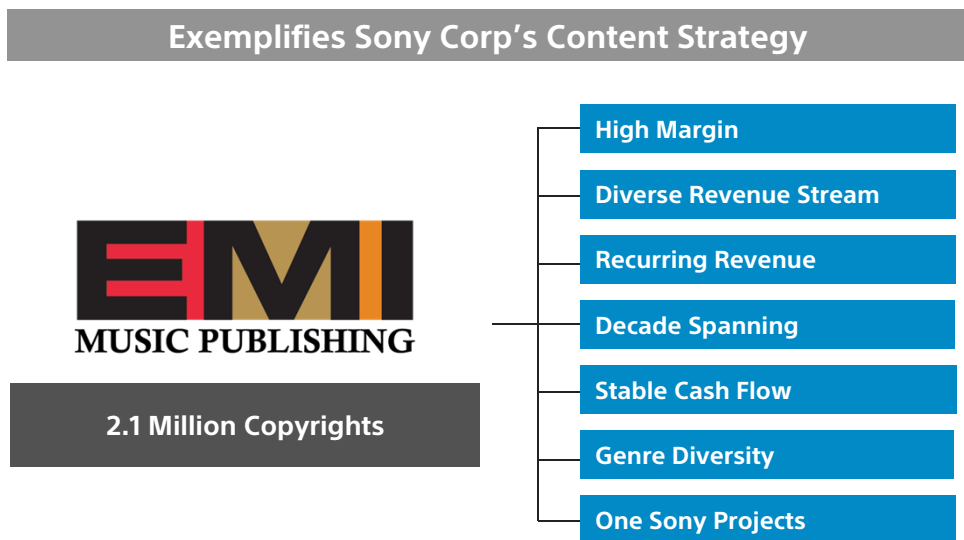 Exemplifies Sony Corp’s Content Strategy
EMI
MUSIC PUBLISHING
2.1 Million Copyrights
High Margin
Diverse Revenue Stream
Recurring Revenue
Decade Spanning
Stable Cash Flow
Genre Diversity
One Sony Projects